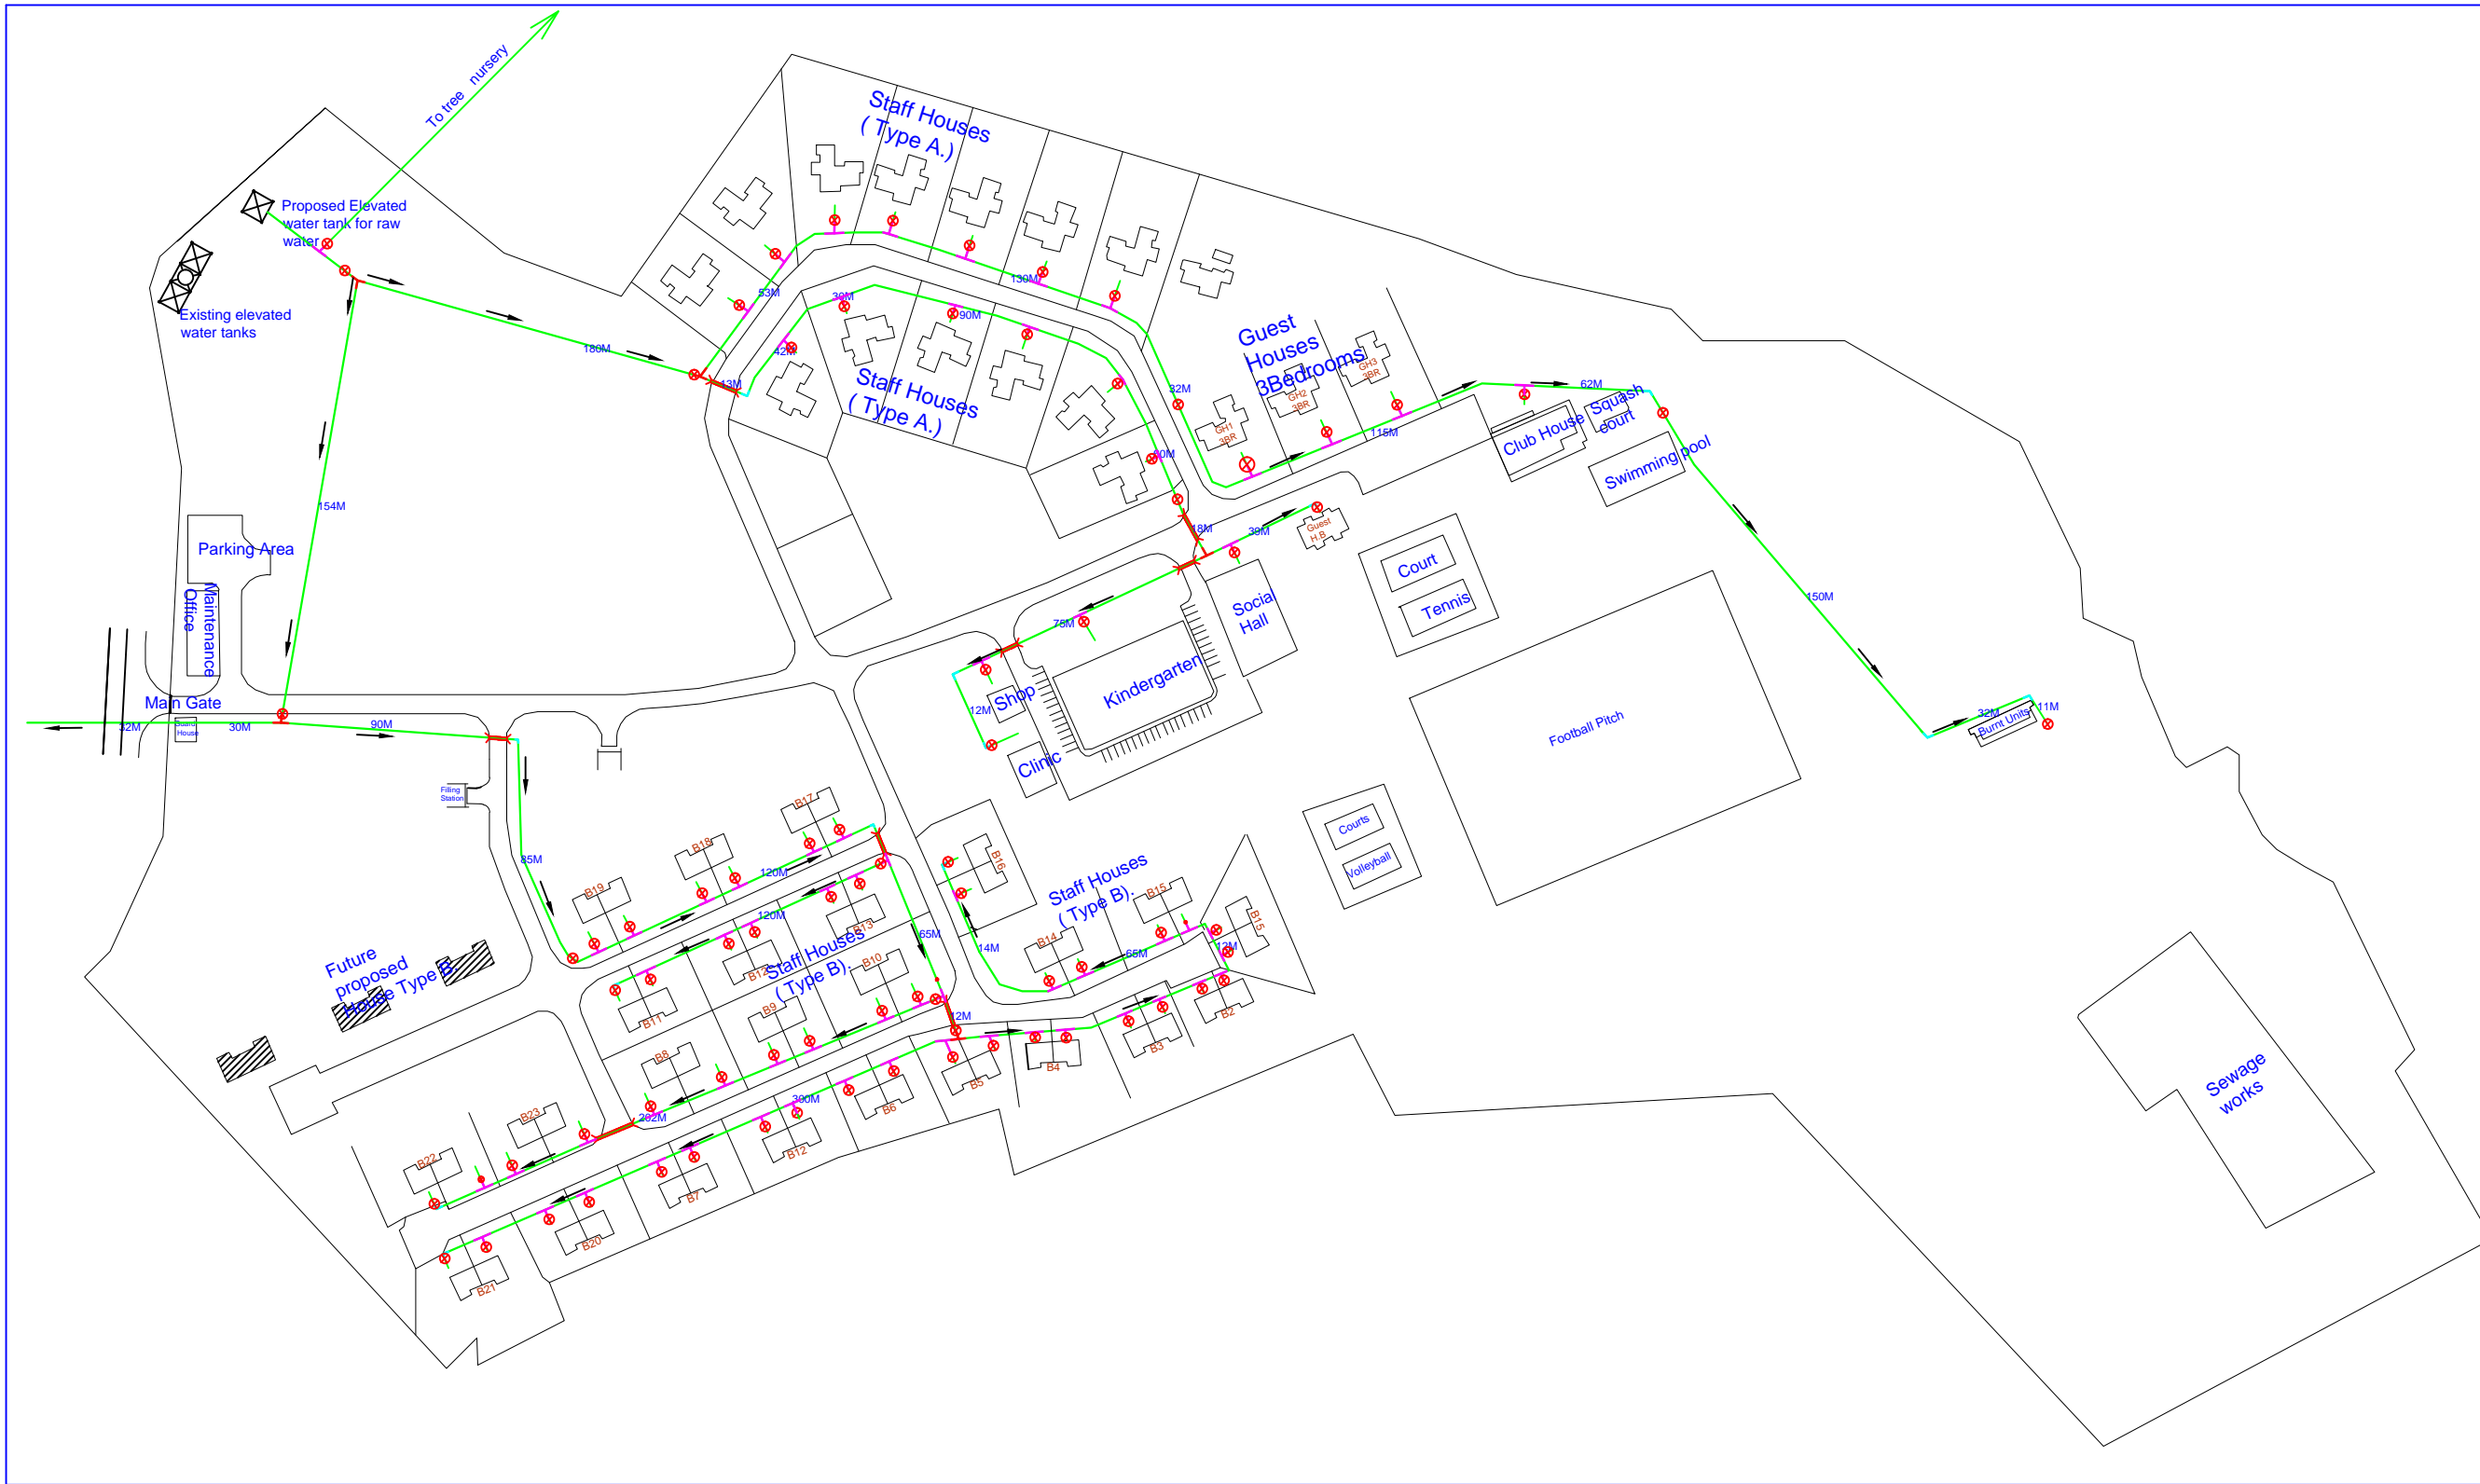 To tree nursery
Proposed Elevated
water tank for raw
water
Existing elevated
water tanks
Staff Houses
( Type A.)
53M
130M
180M
13M
42M
30M
90M
Staff Houses
( Type A.)
Guest
Houses
3Bedrooms
GH1
3BR
GH2
3BR
GH3
3BR
32M
115M
62M
Squash
court
Club House
Swimming pool
154M
Parking Area
Maintenance
Office
18M
39M
Guest
H.B
Court
Tennis
Social
Hall
75M
Kindergarten
Shop
12M
Clinic
150M
Football Pitch
32M
11M
Burnt Units
Main Gate
32M
30M
Guard
House
90M
Filling
Station
85M
B17
B18
B19
120M
120M
B16
Staff Houses
( Type B).
B15
B15
B14
Courts
Volleyball
B13
65M
14M
65M
12M
Future
proposed
House Type B.
Staff Houses
( Type B).
B12
B10
B11
B9
B8
12M
B2
B3
B4
B5
B6
300M
202M
B23
B22
B12
B7
B20
B21
Sewage
works